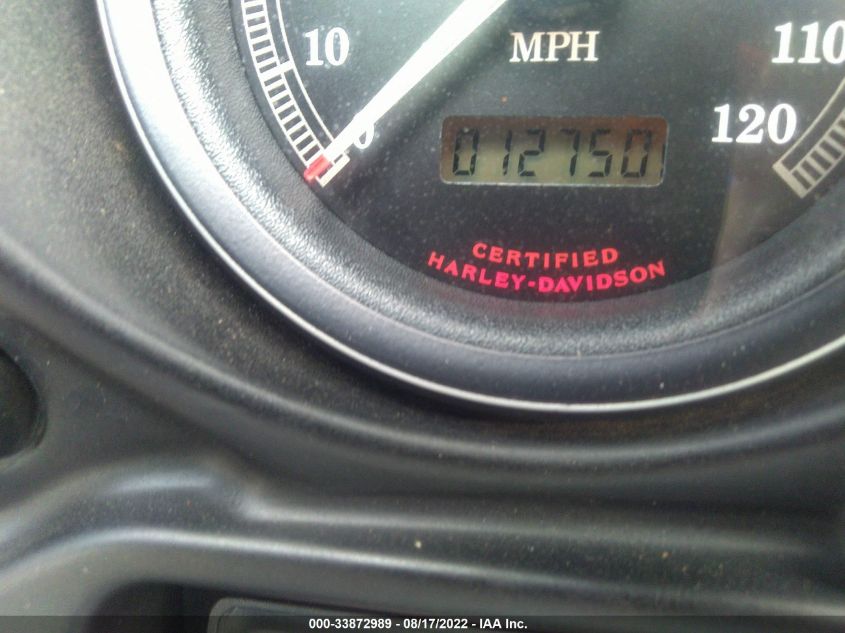 10 MPH 110
0 012750 120
CERTIFIED
HARLEY-DAVIDSON
000-33872989 - 08/17/2022 - IAA Inc.